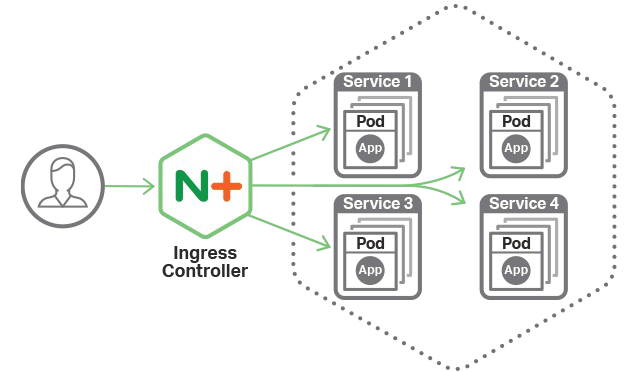 N+
Ingress
Controller
Service 1
Pod
App
Service 2
Pod
App
Service 3
Pod
App
Service 4
Pod
App